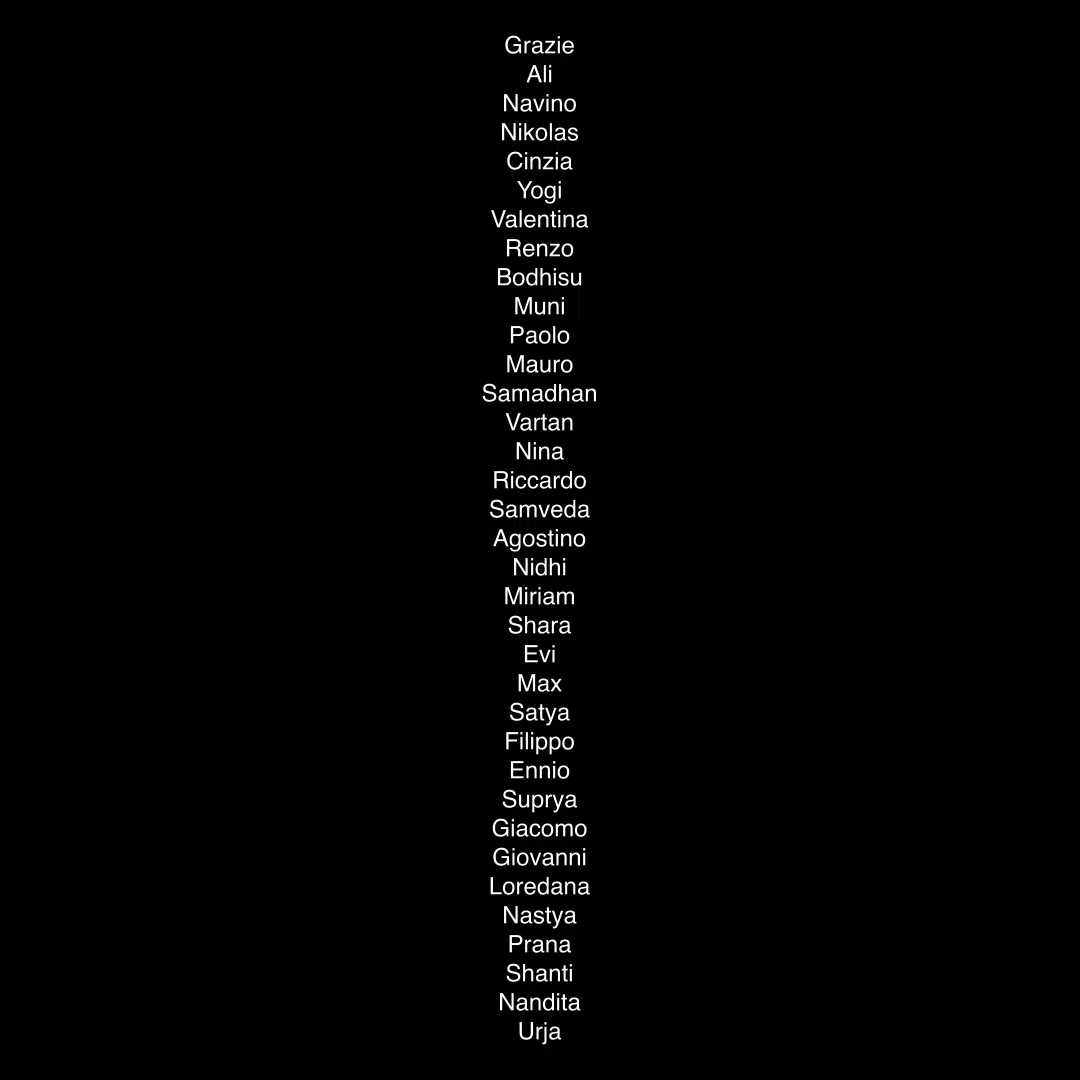 Grazie
Ali
Navino
Nikolas
Cinzia
Yogi
Valentina
Renzo
Bodhisu
Muni
Paolo
Mauro
Samadhan
Vartan
Nina
Riccardo
Samveda
Agostino
Nidhi
Miriam
Shara
Evi
Max
Satya
Filippo
Ennio
Suprya
Giacomo
Giovanni
Loredana
Nastya
Prana
Shanti
Nandita
Urja